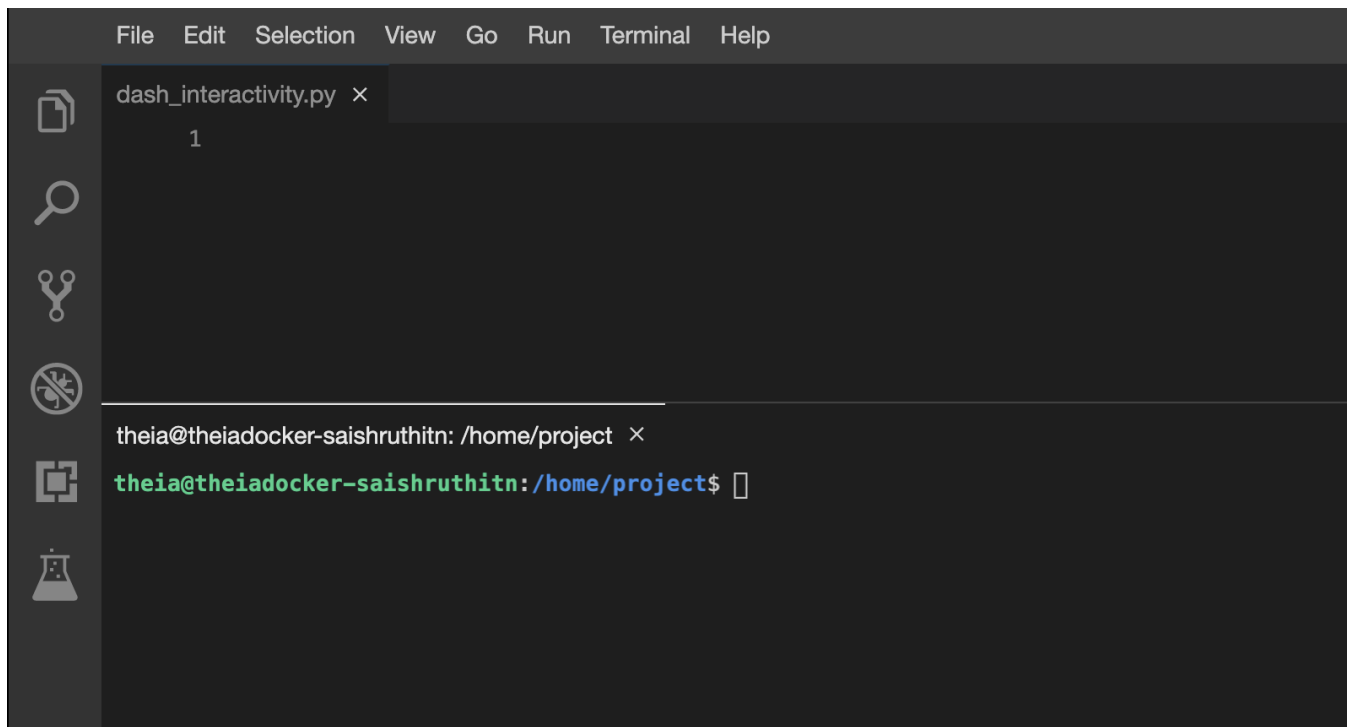 File Edit Selection View Go Run Terminal Help
dash_interactivity.py ×
1
theia@theiadocker-saishruthitn: /home/project ×
theia@theiadocker-saishruthitn:/home/project$